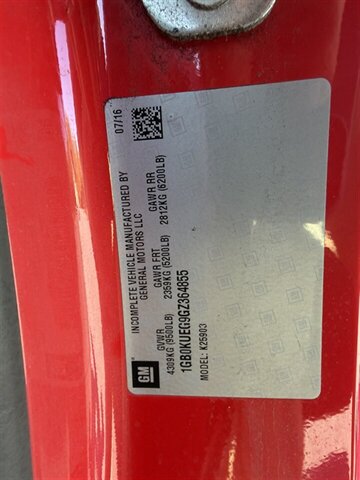 07/16
INCOMPLETE VEHICLE MANUFACTURED BY
GENERAL MOTORS LLC
GVWR GAWR FRT GAWR RR
4309KG (9500LB) 2359KG (5200LB) 2812KG (6200LB)
1GB0KUEG9GZ364855
MODEL: K25903
GM